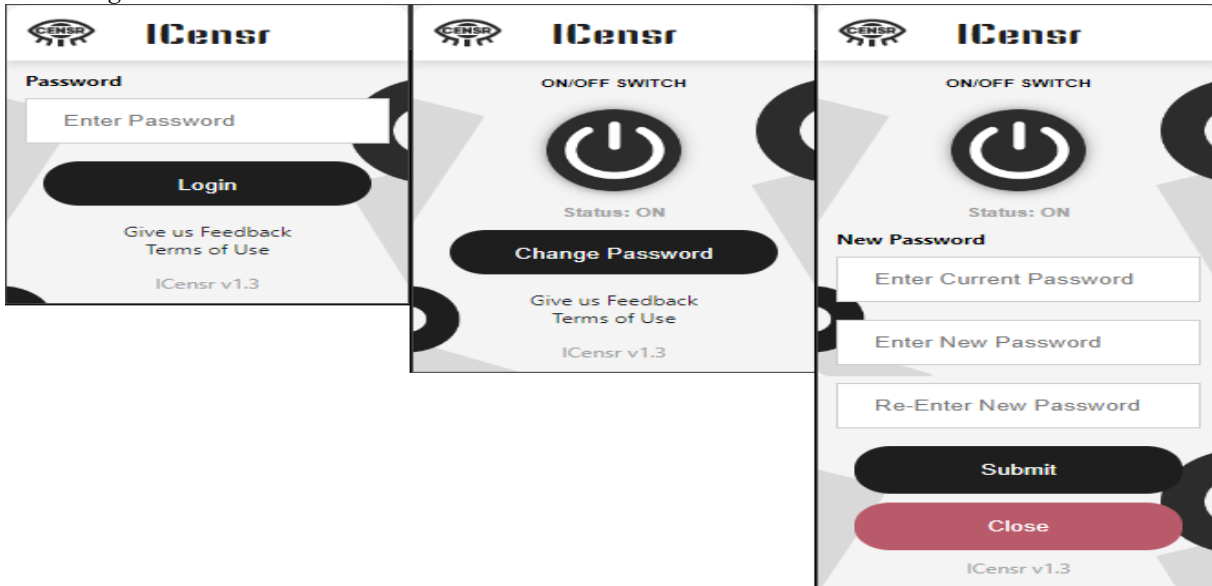 CENSR ICensr
Password
Enter Password
Login
Give us Feedback
Terms of Use
ICensr v1.3
CENSR ICensr
ON/OFF SWITCH
Status: ON
Change Password
Give us Feedback
Terms of Use
ICensr v1.3
CENSR ICensr
ON/OFF SWITCH
Status: ON
New Password
Enter Current Password
Enter New Password
Re-Enter New Password
Submit
Close
ICensr v1.3